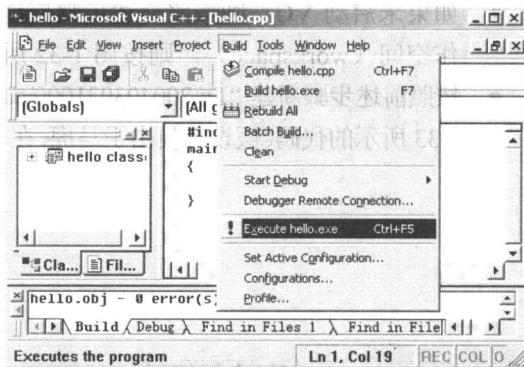 hello - Microsoft Visual C++ - [hello.cpp]
File Edit View Insert Project Build Tools Window Help
Compile hello.cpp Ctrl+F7
Build hello.exe F7
Rebuild All
Batch Build...
Clean
Start Debug
Debugger Remote Connection...
Execute hello.exe Ctrl+F5
Set Active Configuration...
Configurations...
Profile...
(Globals)
(All g
hello class
#inc
main
{
}
Cla... Fil...
hello.obj - 0 error(s)
Build Debug Find in Files 1 Find in File
Executes the program Ln 1, Col 19 REC COL O